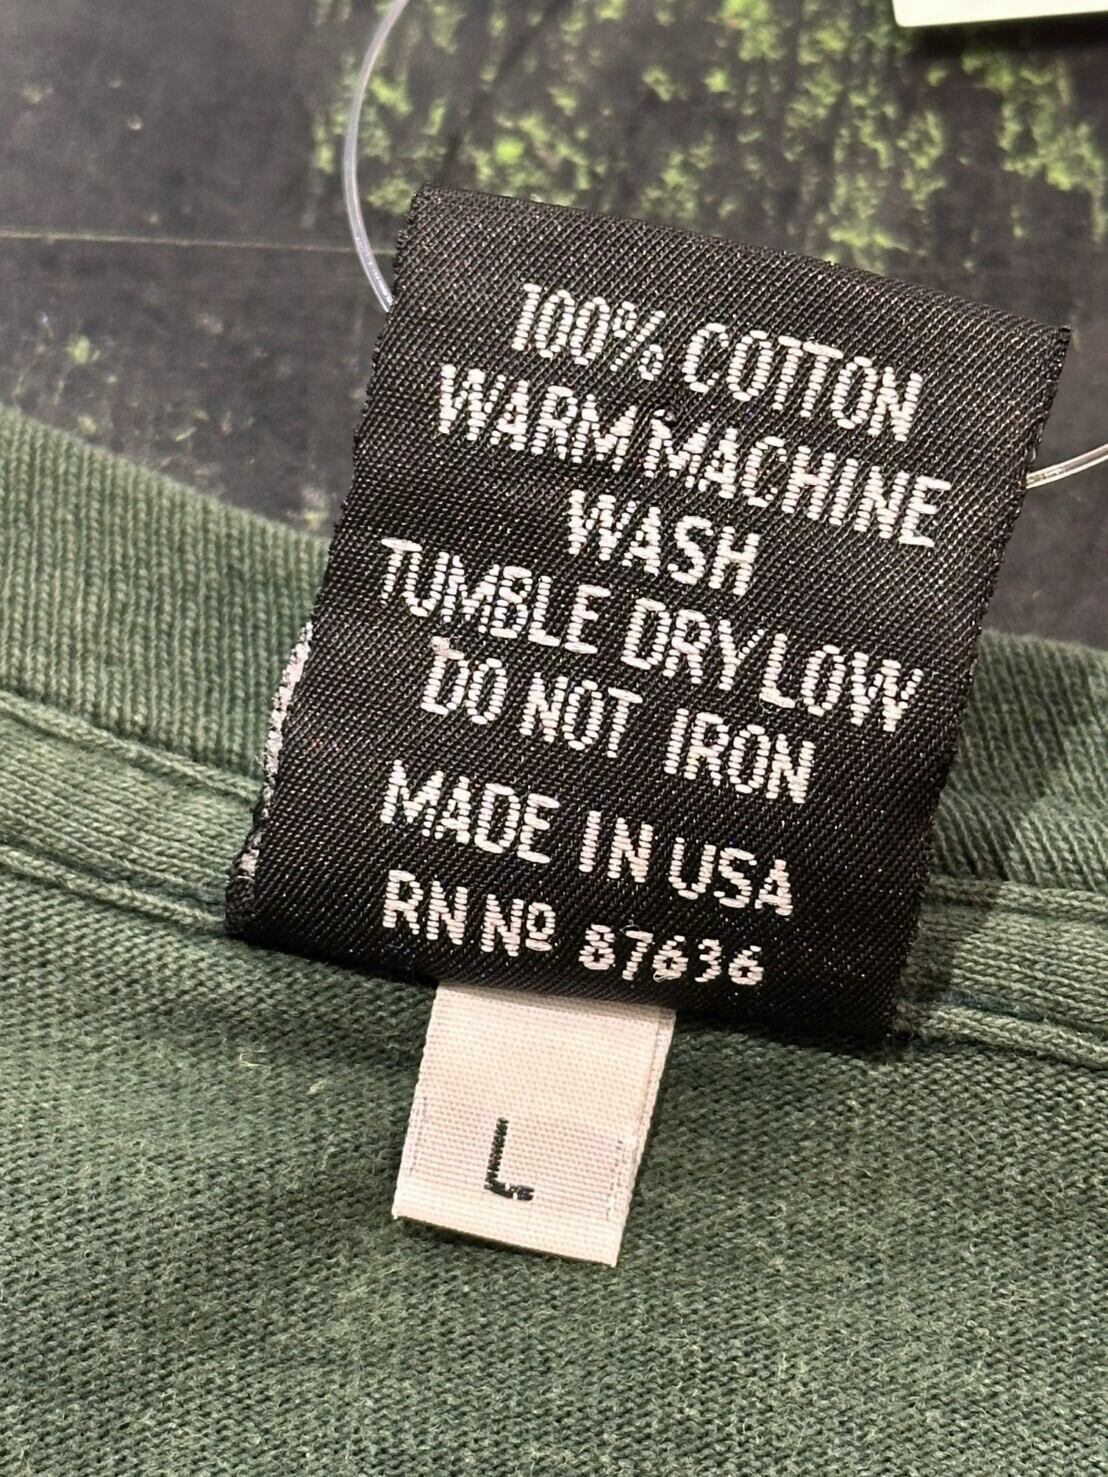 100% COTTON
WARM MACHINE
WASH
TUMBLE DRY LOW
DO NOT IRON
MADE IN USA
RN Nº 87636
L